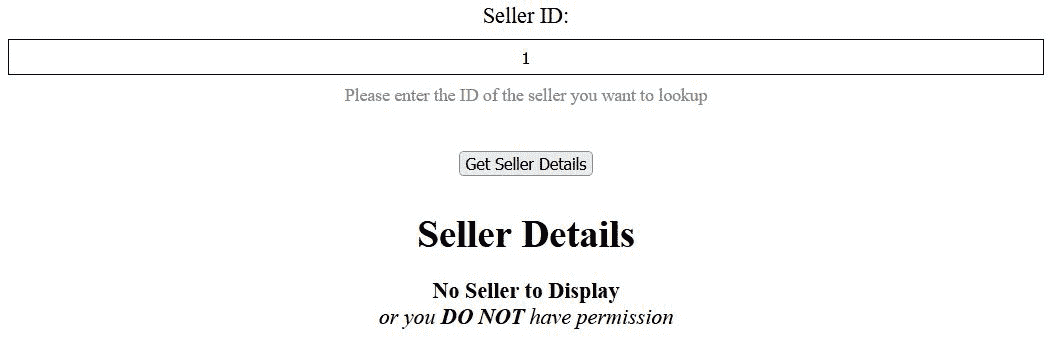 Seller ID:
1
Please enter the ID of the seller you want to lookup
Get Seller Details
Seller Details
No Seller to Display
or you DO NOT have permission